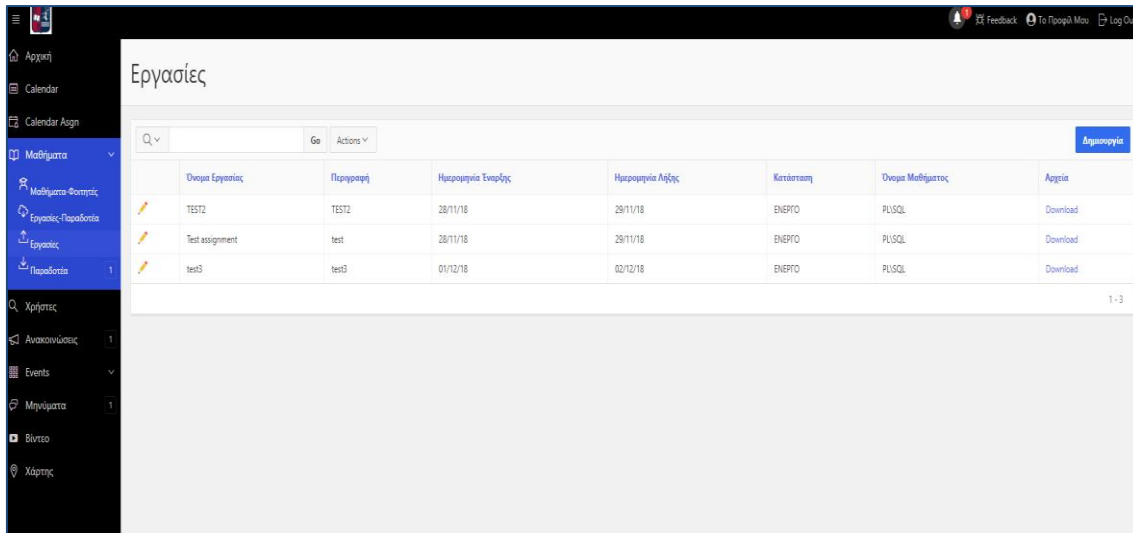 1 Feedback Το Προφίλ Μου Log Ou
Αρχική
Calendar
Calendar Asgn
Μαθήματα
Μαθήματα-Φοιτητές
Εργασίες-Παραδοτέα
Εργασίες
Παραδοτέα 1
Χρήστες
Ανακοινώσεις 1
Events
Μηνύματα 1
Βίντεο
Χάρτης
Εργασίες
Go Actions Δημιουργία
Όνομα Εργασίας Περιγραφή Ημερομηνία Έναρξης Ημερομηνία Λήξης Κατάσταση Όνομα Μαθήματος Αρχεία
TEST2 TEST2 28/11/18 29/11/18 ΕΝΕΡΓΟ PL\SQL Download
Test assignment test 28/11/18 29/11/18 ΕΝΕΡΓΟ PL\SQL Download
test3 test3 01/12/18 02/12/18 ΕΝΕΡΓΟ PL\SQL Download
1 - 3